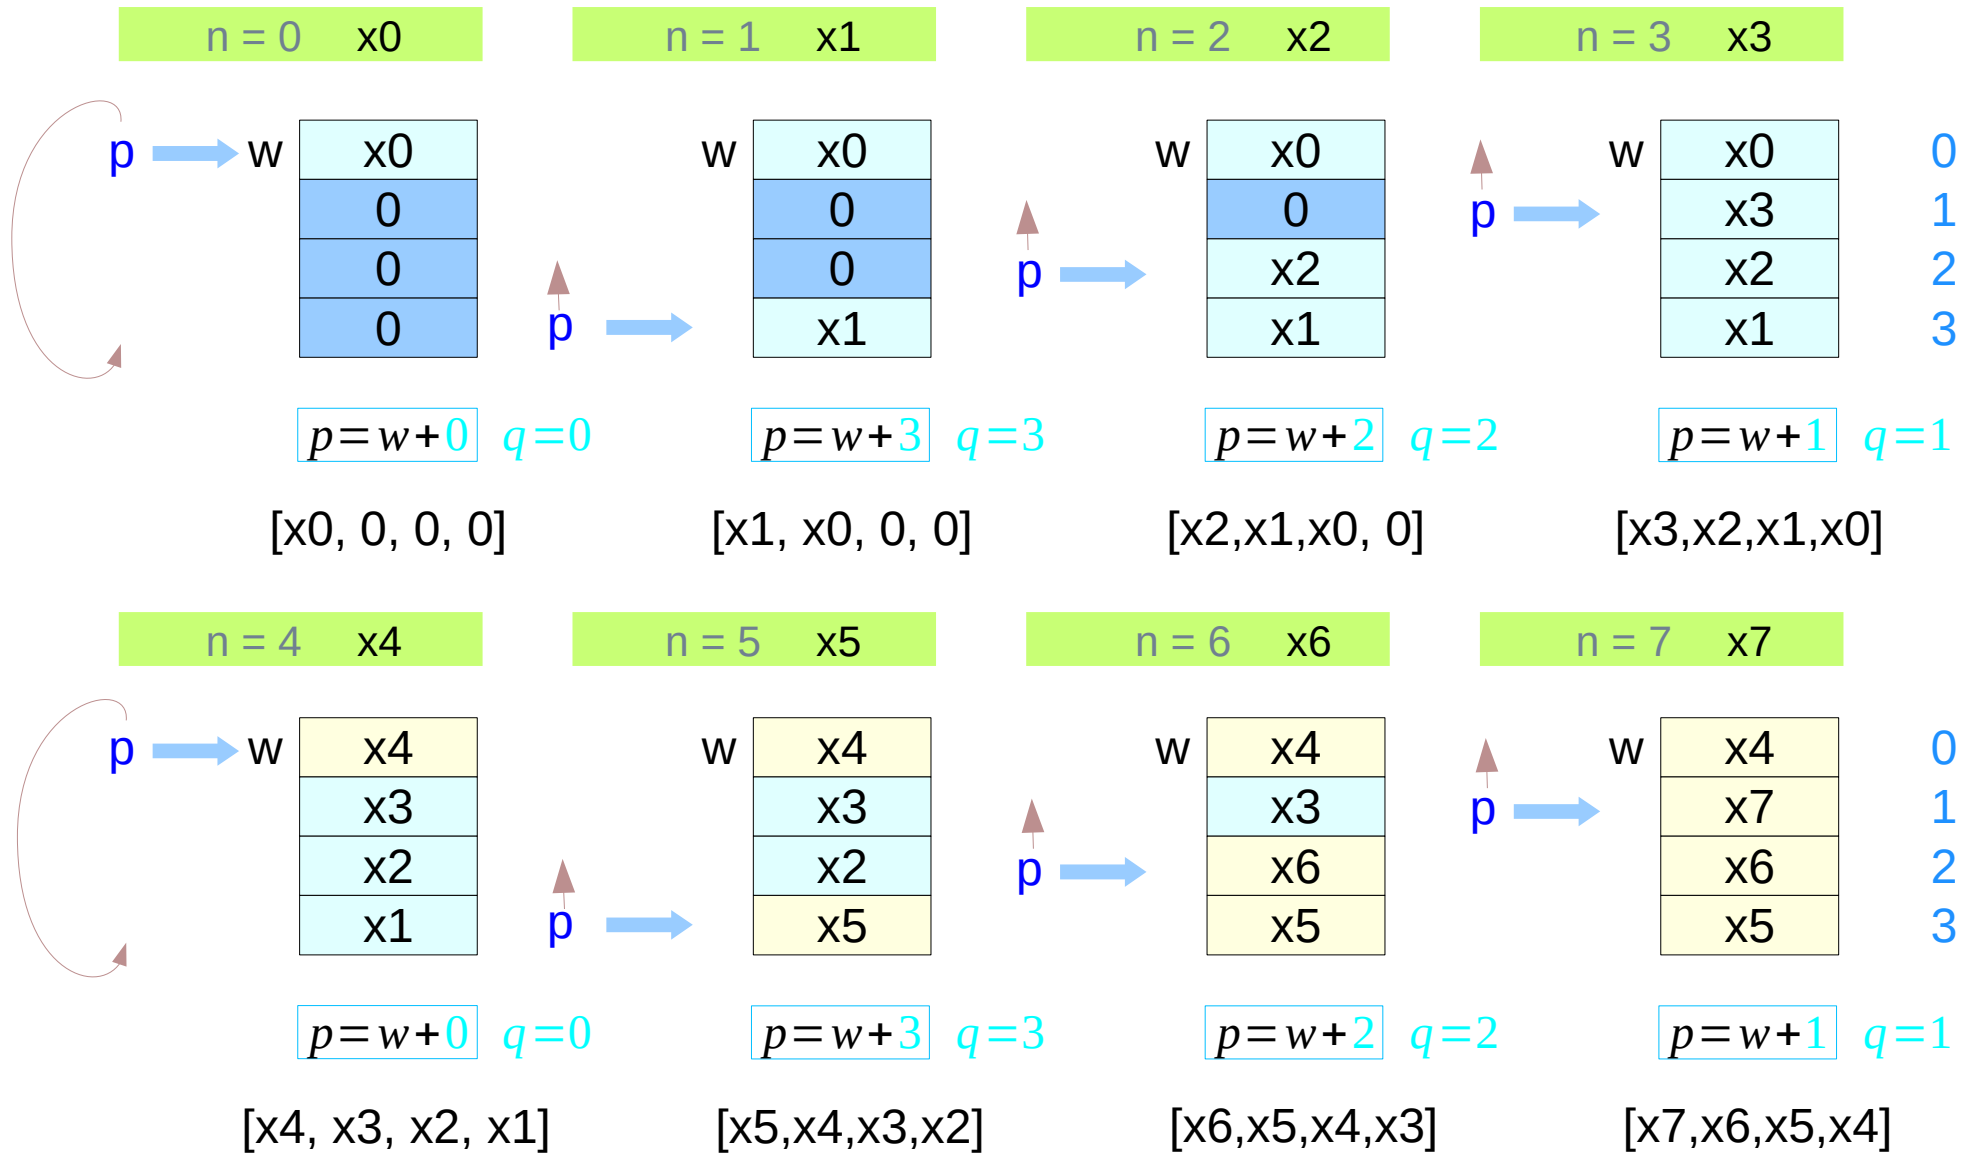 n = 0 x0 n = 1 x1 n = 2 x2 n = 3 x3
p w x0 w x0 w x0 w x0 0
0 0 0 p x3 1
0 0 p x2 x2 2
0 p x1 x1 x1 3
p=w+0 q=0 p=w+3 q=3 p=w+2 q=2 p=w+1 q=1
[x0, 0, 0, 0] [x1, x0, 0, 0] [x2,x1,x0, 0] [x3,x2,x1,x0]
n = 4 x4 n = 5 x5 n = 6 x6 n = 7 x7
p w x4 w x4 w x4 w x4 0
x3 x3 x3 p x7 1
x2 x2 p x6 x6 2
x1 p x5 x5 x5 3
p=w+0 q=0 p=w+3 q=3 p=w+2 q=2 p=w+1 q=1
[x4, x3, x2, x1] [x5,x4,x3,x2] [x6,x5,x4,x3] [x7,x6,x5,x4]